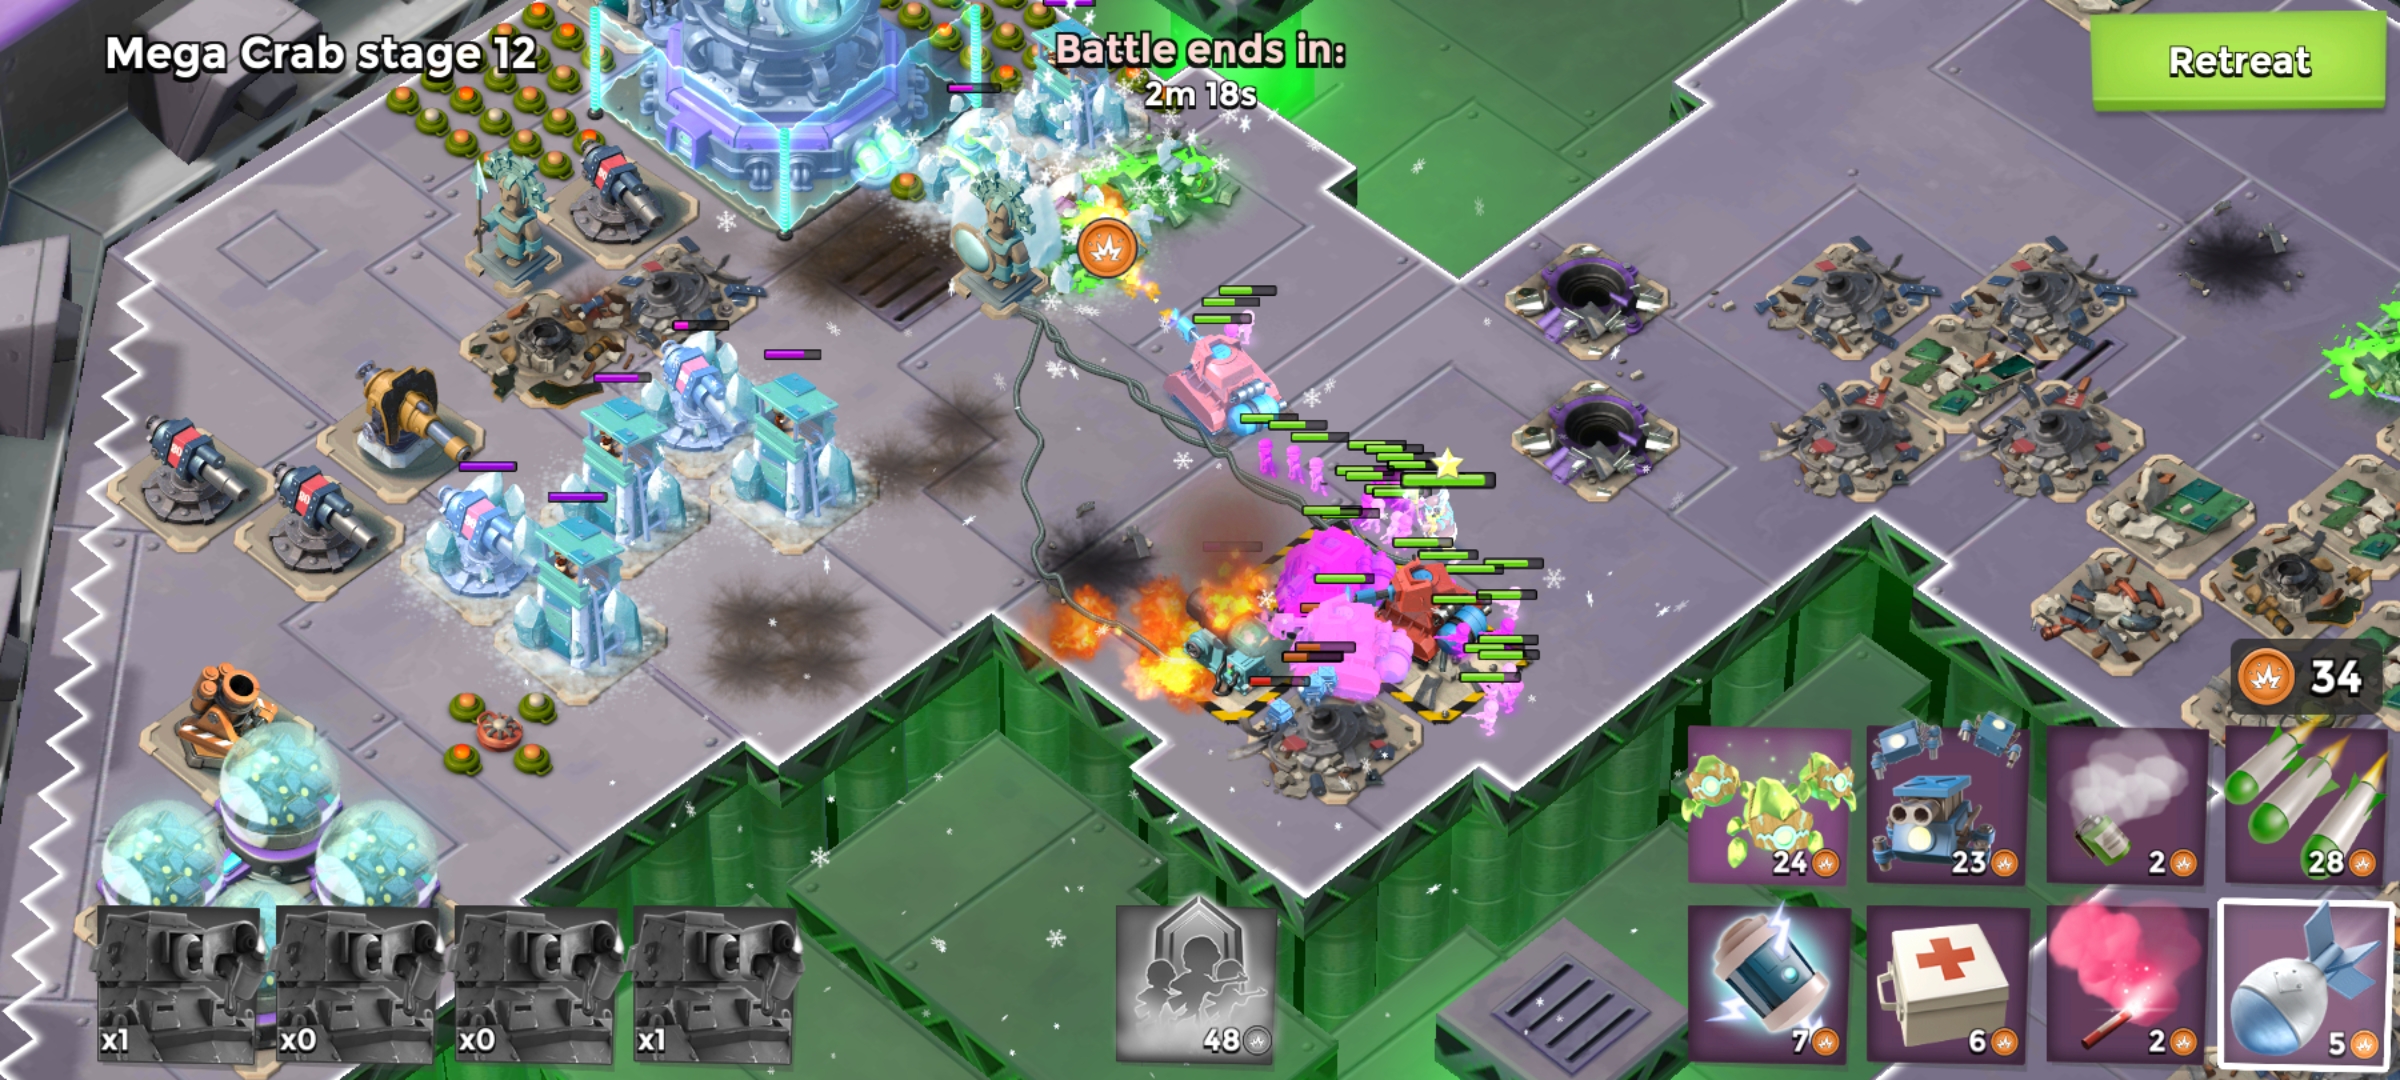 Mega Crab stage 12
Battle ends in:
2m 18s
Retreat
34
24
23
2
28
x1
x0
x0
x1
48
7
6
2
5